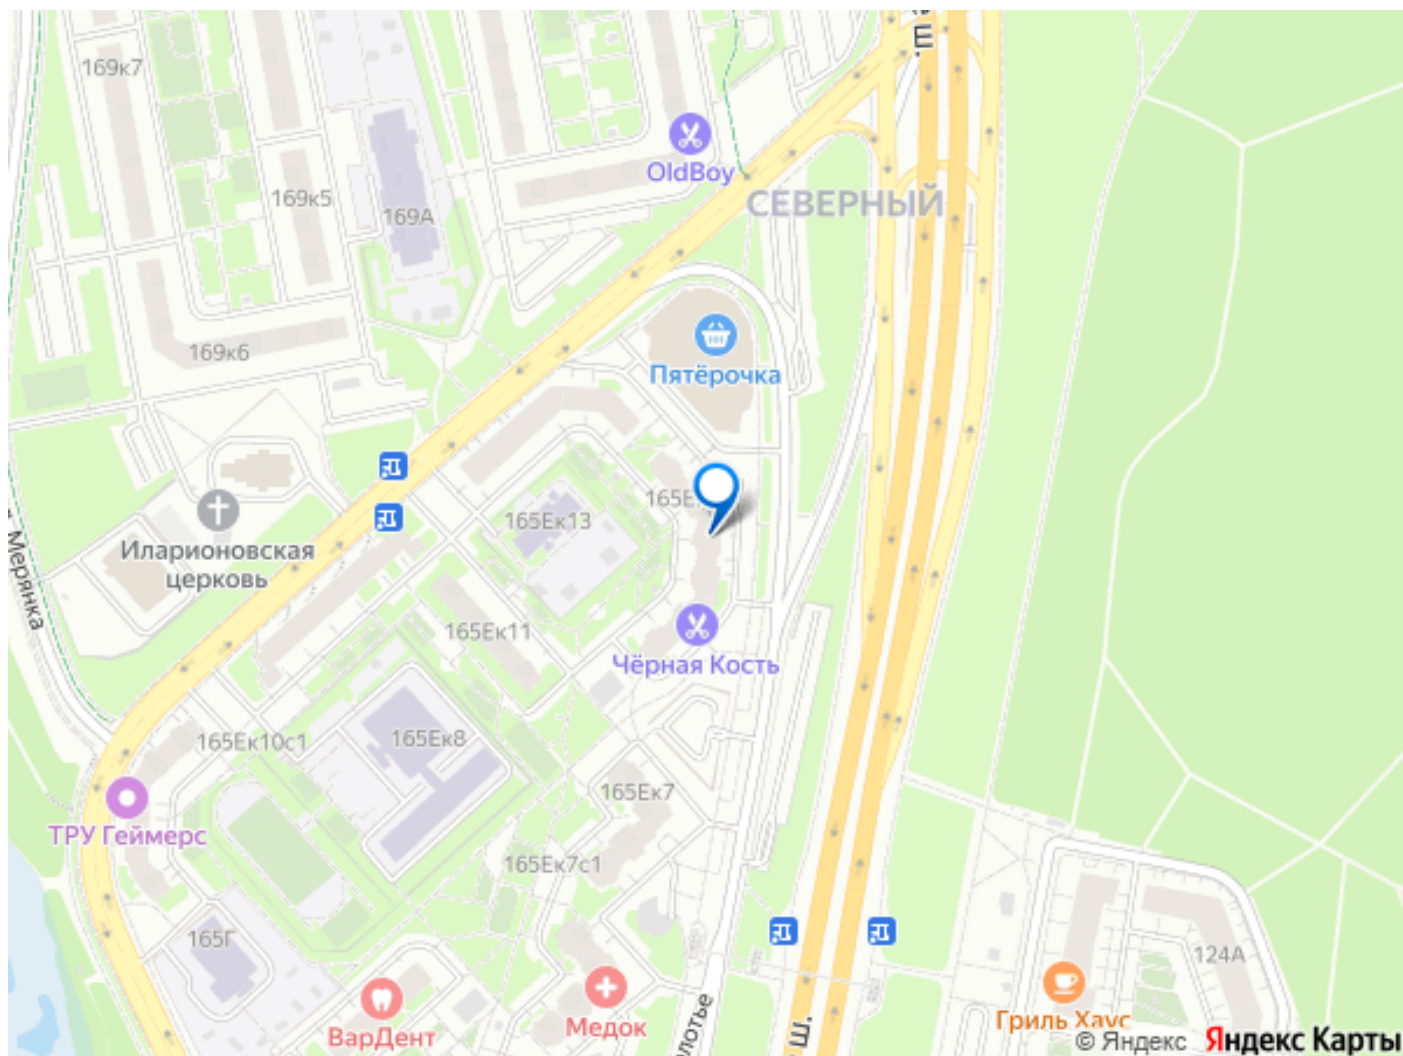 Ш.
169к7
OldBoy
169к5
СЕВЕРНЫЙ
169А
169к6
Пятёрочка
165Ек13
Иларионовская
церковь
Мерянка
165Ек11
Чёрная Кость
165Ек10с1
165Ек8
165Ек7
ТРУ Геймерс
165Ек7с1
165Г
124А
Медок
ВарДент
Гриль Хаус
Ш.
© Яндекс Яндекс Карты